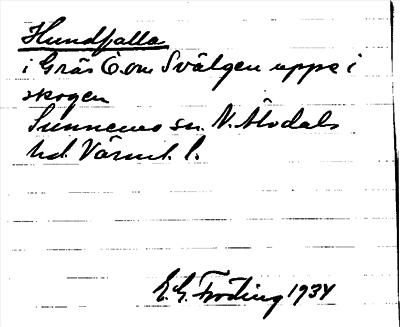 Hundfalla
i Gräs Ö. om Svälgen uppe i
skogen
Sunnemo sn. N. Älvdals
hd. Värml. l.
E. G. Fröding 1934